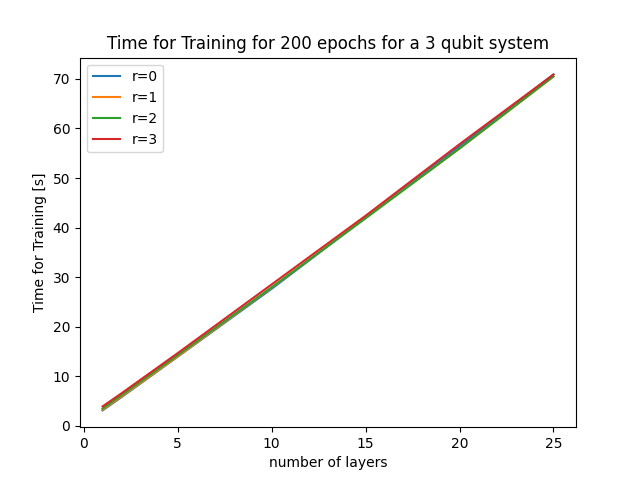 Time for Training for 200 epochs for a 3 qubit system
Time for Training [s]
70
60
50
40
30
20
10
0
r=0
r=1
r=2
r=3
0 5 10 15 20 25
number of layers